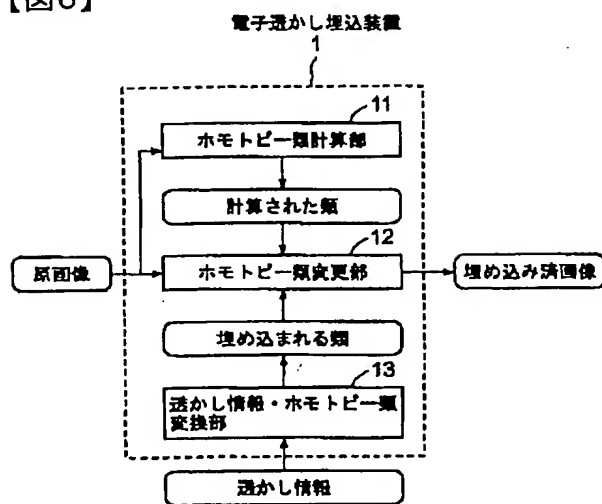 【図6】
電子透かし埋込装置
1
11
ホモトピー類計算部
計算された類
12
原画像
ホモトピー類変更部
埋め込み済画像
埋め込まれる類
13
透かし情報・ホモトピー類
変換部
透かし情報